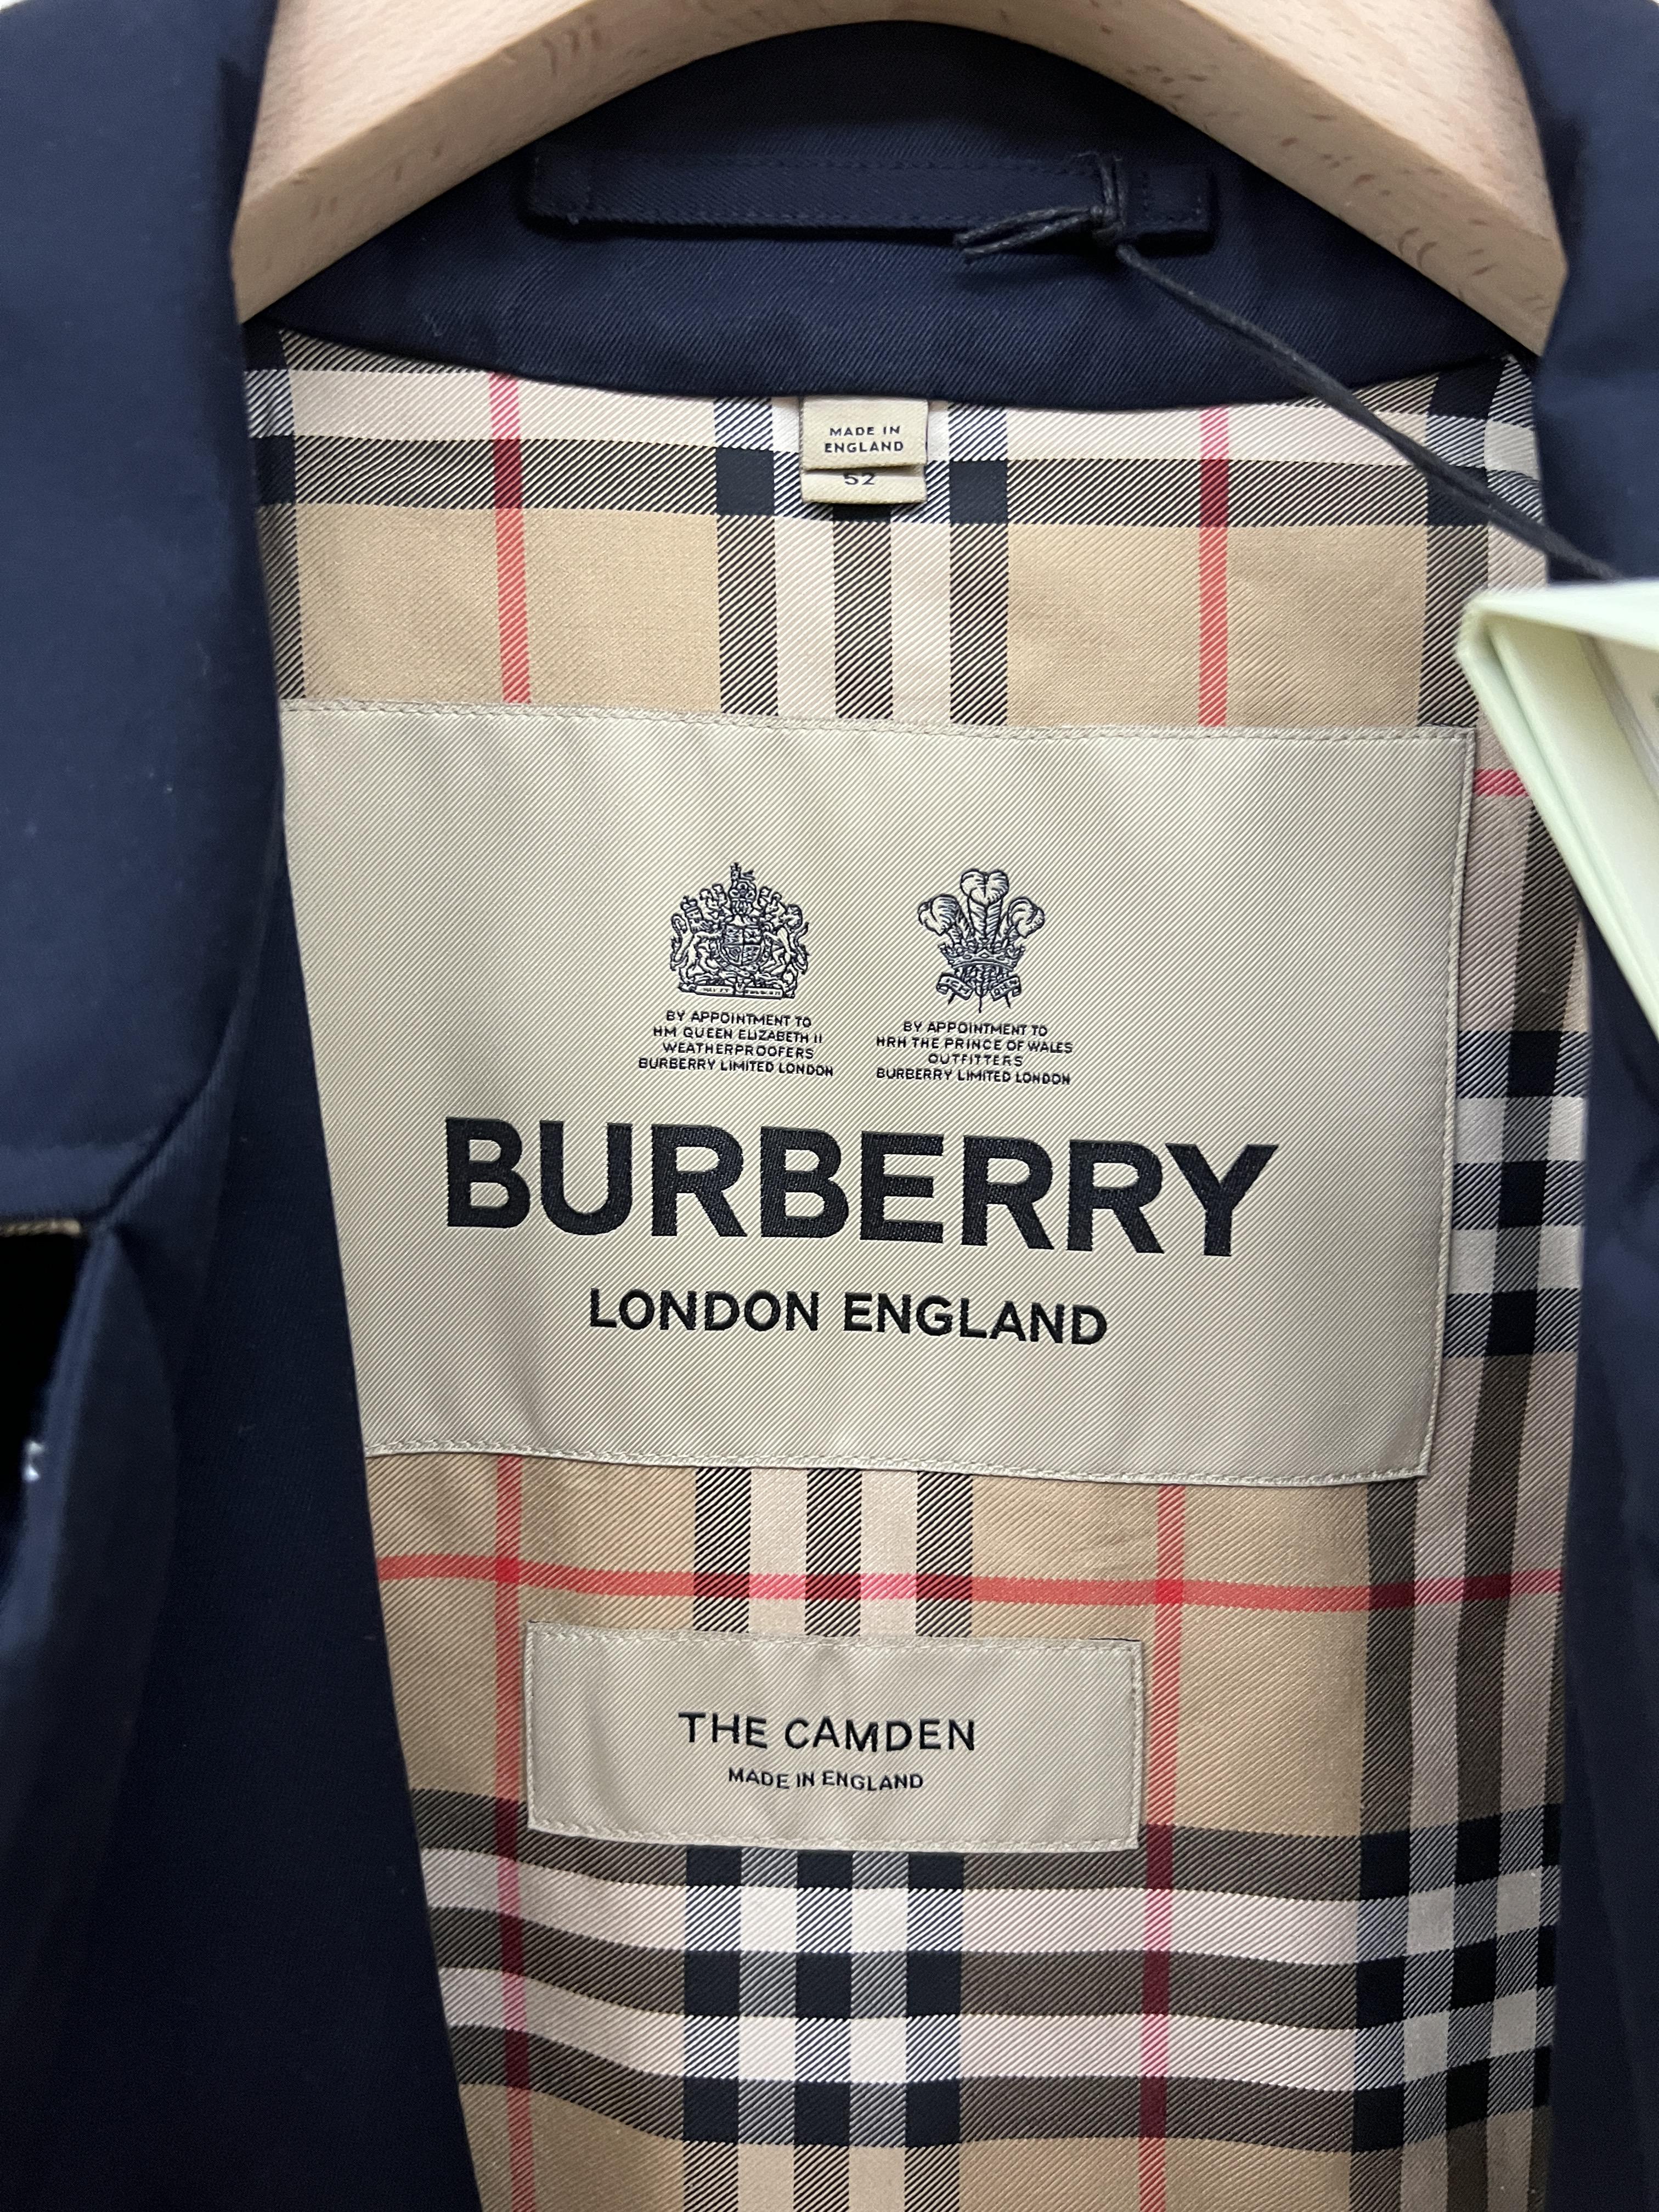 MADE IN
ENGLAND
52
BY APPOINTMENT TO
HM QUEEN ELIZABETH II
WEATHERPROOFERS
BURBERRY LIMITED LONDON
BY APPOINTMENT TO
HRH THE PRINCE OF WALES
OUTFITTERS
BURBERRY LIMITED LONDON
BURBERRY
LONDON ENGLAND
THE CAMDEN
MADE IN ENGLAND